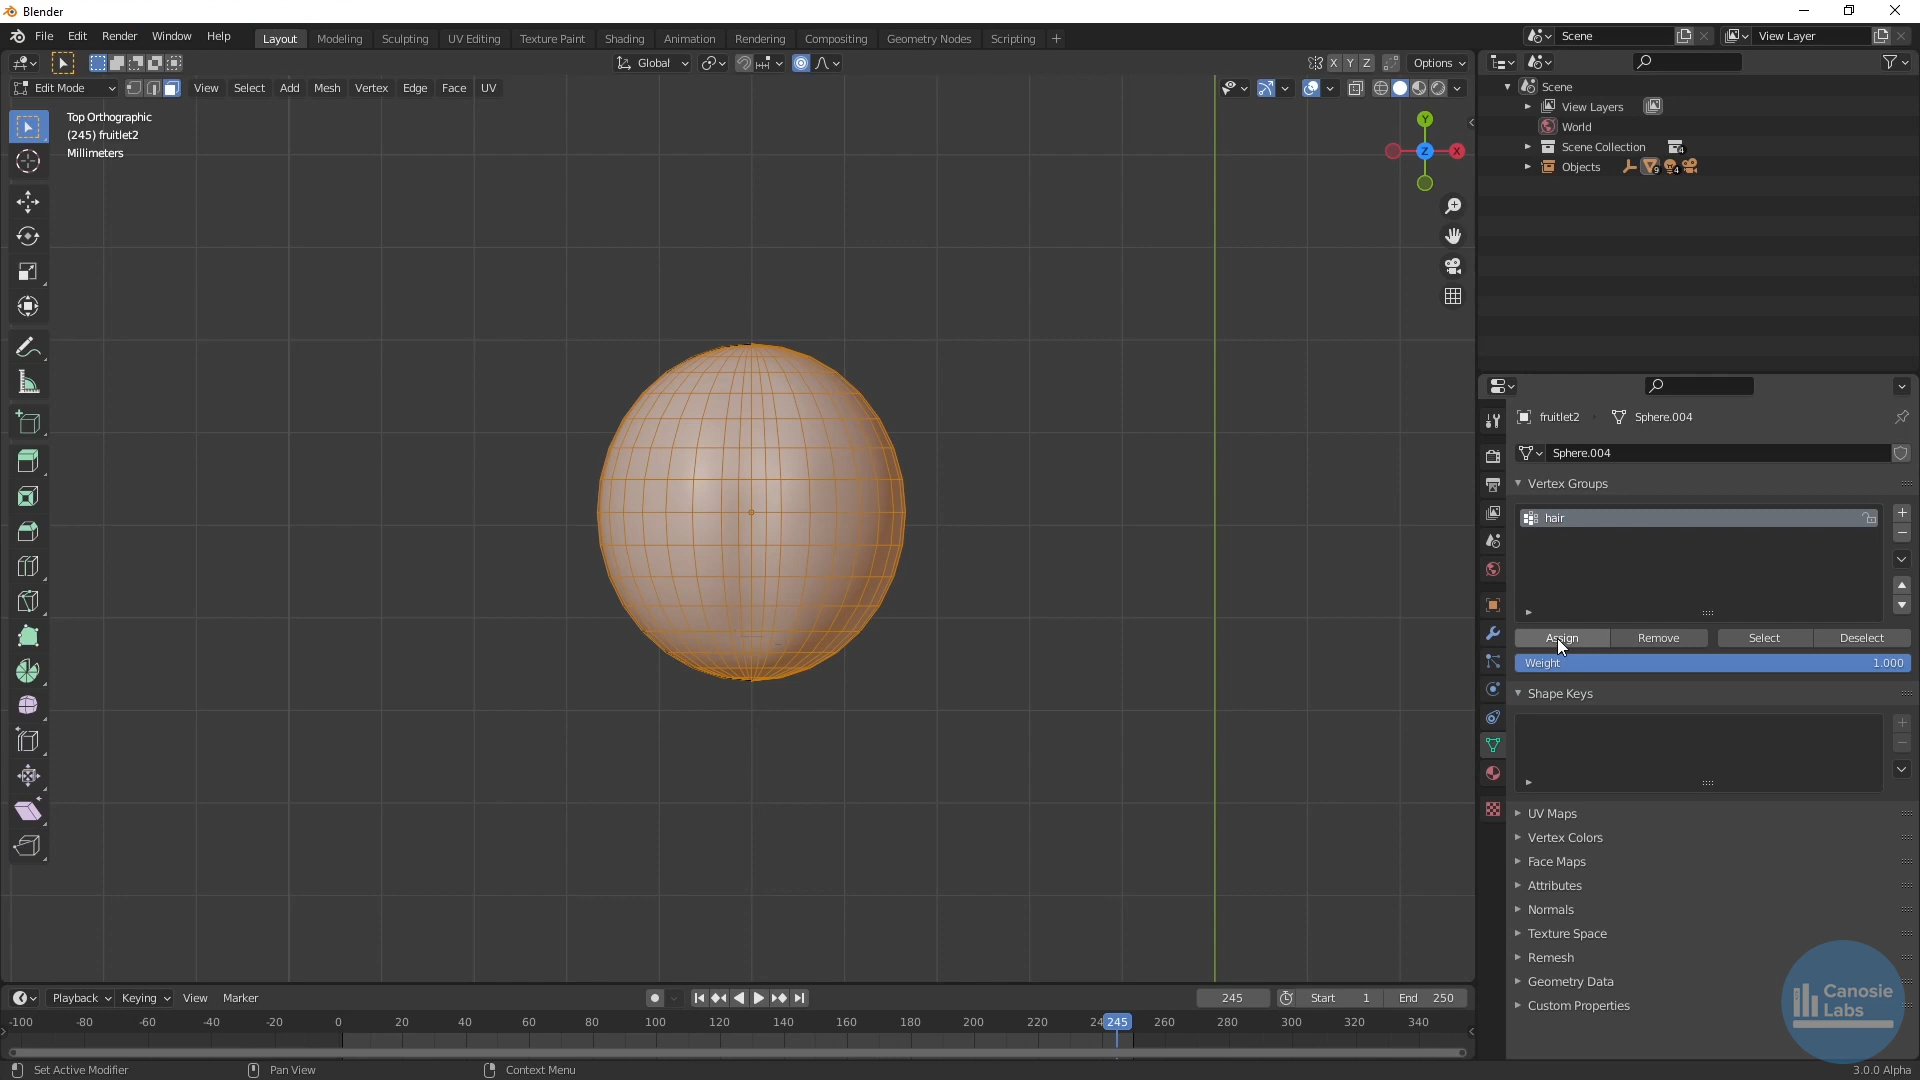 Blender
File Edit Render Window Help
Layout Modeling Sculpting UV Editing Texture Paint Shading Animation Rendering Compositing Geometry Nodes Scripting +
Scene View Layer
Global X Y Z Options
Edit Mode View Select Add Mesh Vertex Edge Face UV
Top Orthographic
(245) fruitlet2
Millimeters
Y
Z X
Scene
View Layers
World
Scene Collection 4
Objects 9 4
fruitlet2 Sphere.004
Sphere.004
Vertex Groups
hair
Assign Remove Select Deselect
Weight 1.000
Shape Keys
UV Maps
Vertex Colors
Face Maps
Attributes
Normals
Texture Space
Remesh
Geometry Data
Custom Properties
Canosie
Labs
Playback Keying View Marker 245 Start 1 End 250
-100 -80 -60 -40 -20 0 20 40 60 80 100 120 140 160 180 200 220 24 245 260 280 300 320 340
Set Active Modifier Pan View Context Menu 3.0.0 Alpha